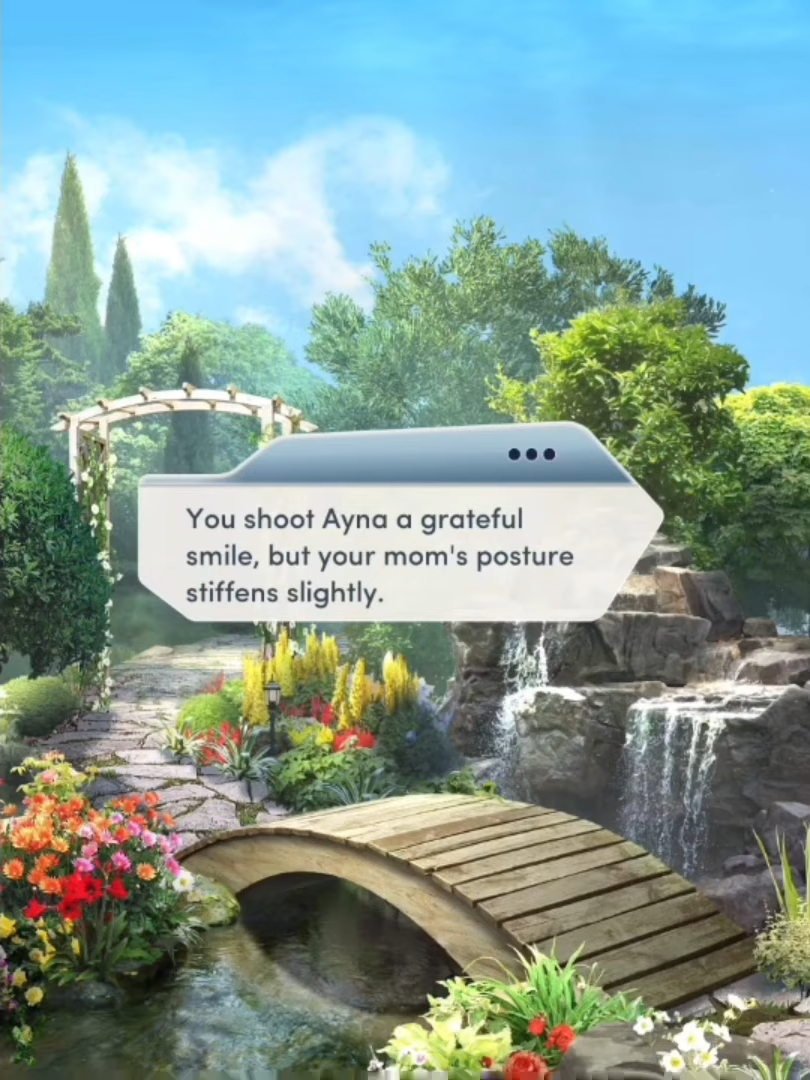 You shoot Ayna a grateful
smile, but your mom's posture
stiffens slightly.